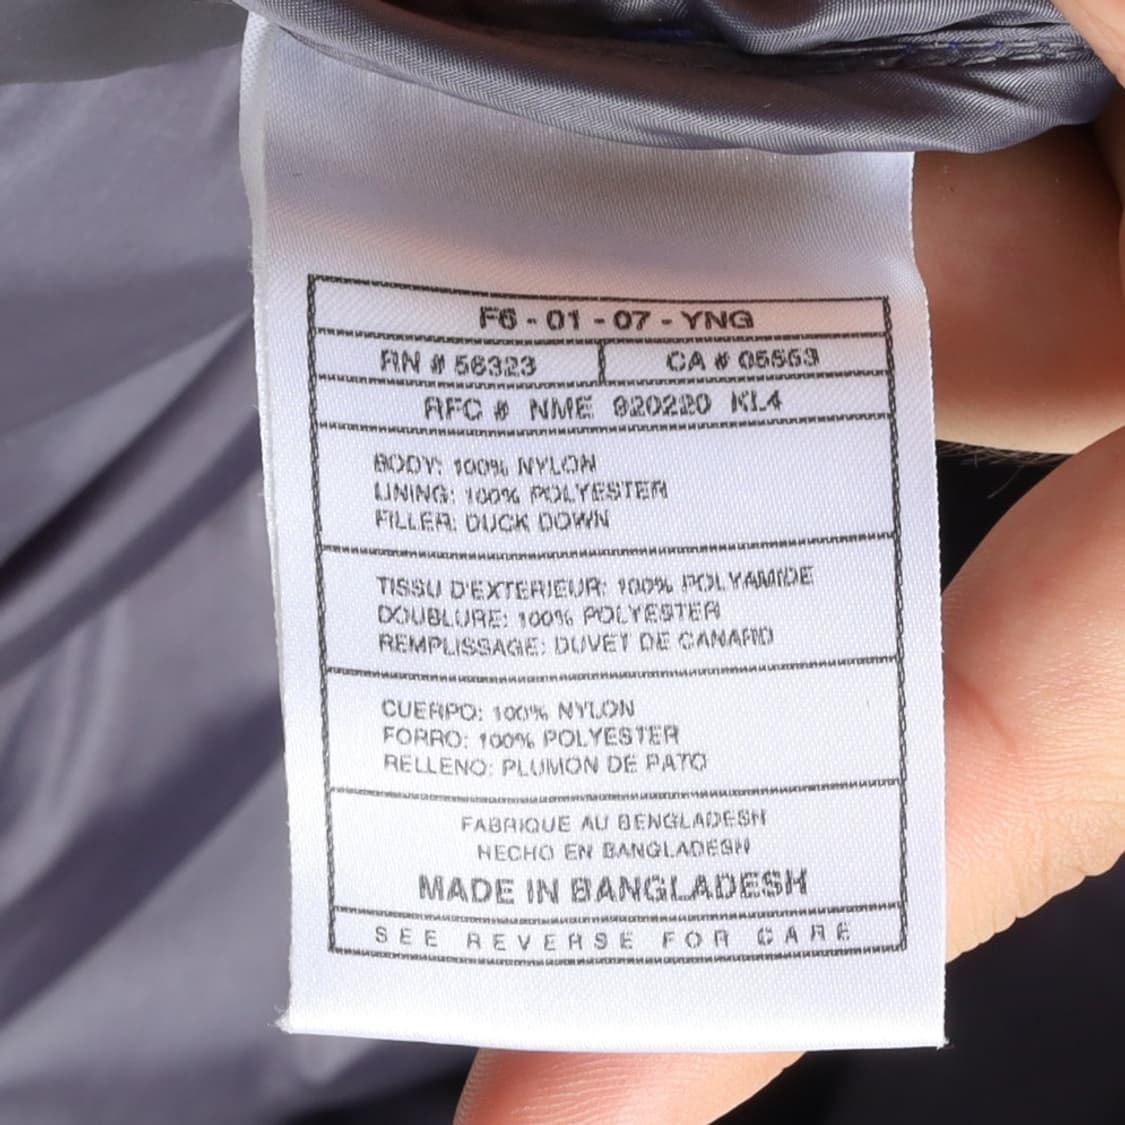 F6 - 01 - 07 - YNG
RN # 56323
CA # 05553
RFC # NME 920220 KL4
BODY: 100% NYLON
LINING: 100% POLYESTER
FILLER: DUCK DOWN
TISSU D'EXTERIEUR: 100% POLYAMIDE
DOUBLURE: 100% POLYESTER
REMPLISSAGE: DUVET DE CANARD
CUERPO: 100% NYLON
FORRO: 100% POLYESTER
RELLENO: PLUMON DE PATO
FABRIQUE AU BENGLADESH
HECHO EN BANGLADESH
MADE IN BANGLADESH
SEE REVERSE FOR CARE